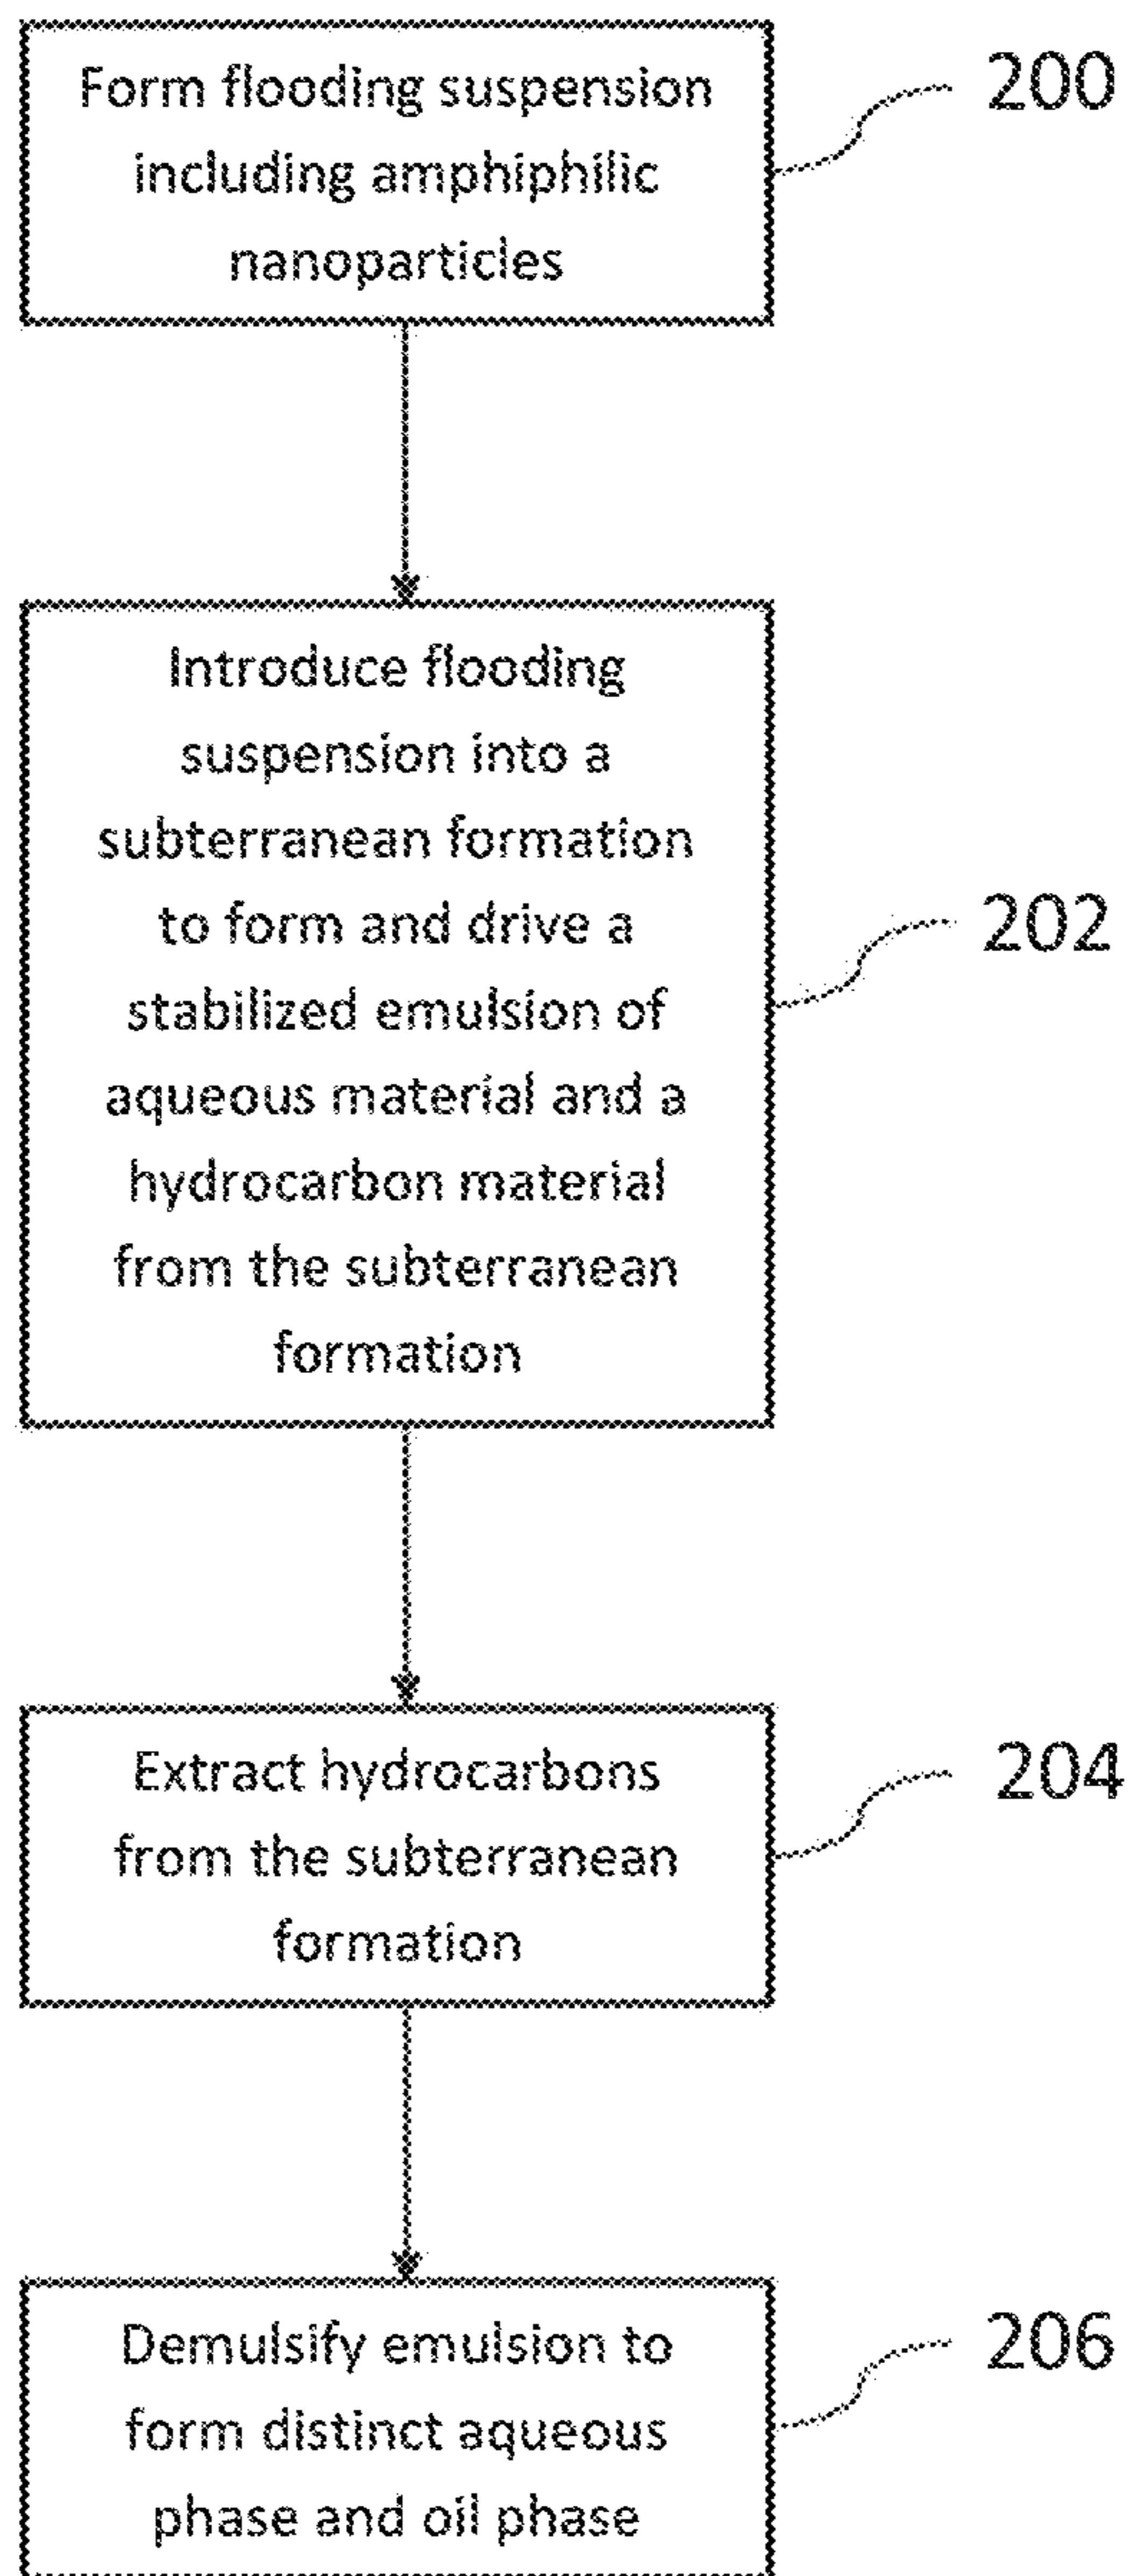 Form flooding suspension
including amphiphilic
nanoparticles
200
Introduce flooding
suspension into a
subterranean formation
to form and drive a
stabilized emulsion of
aqueous material and a
hydrocarbon material
from the subterranean
formation
202
Extract hydrocarbons
from the subterranean
formation
204
Demulsify emulsion to
form distinct aqueous
phase and oil phase
206